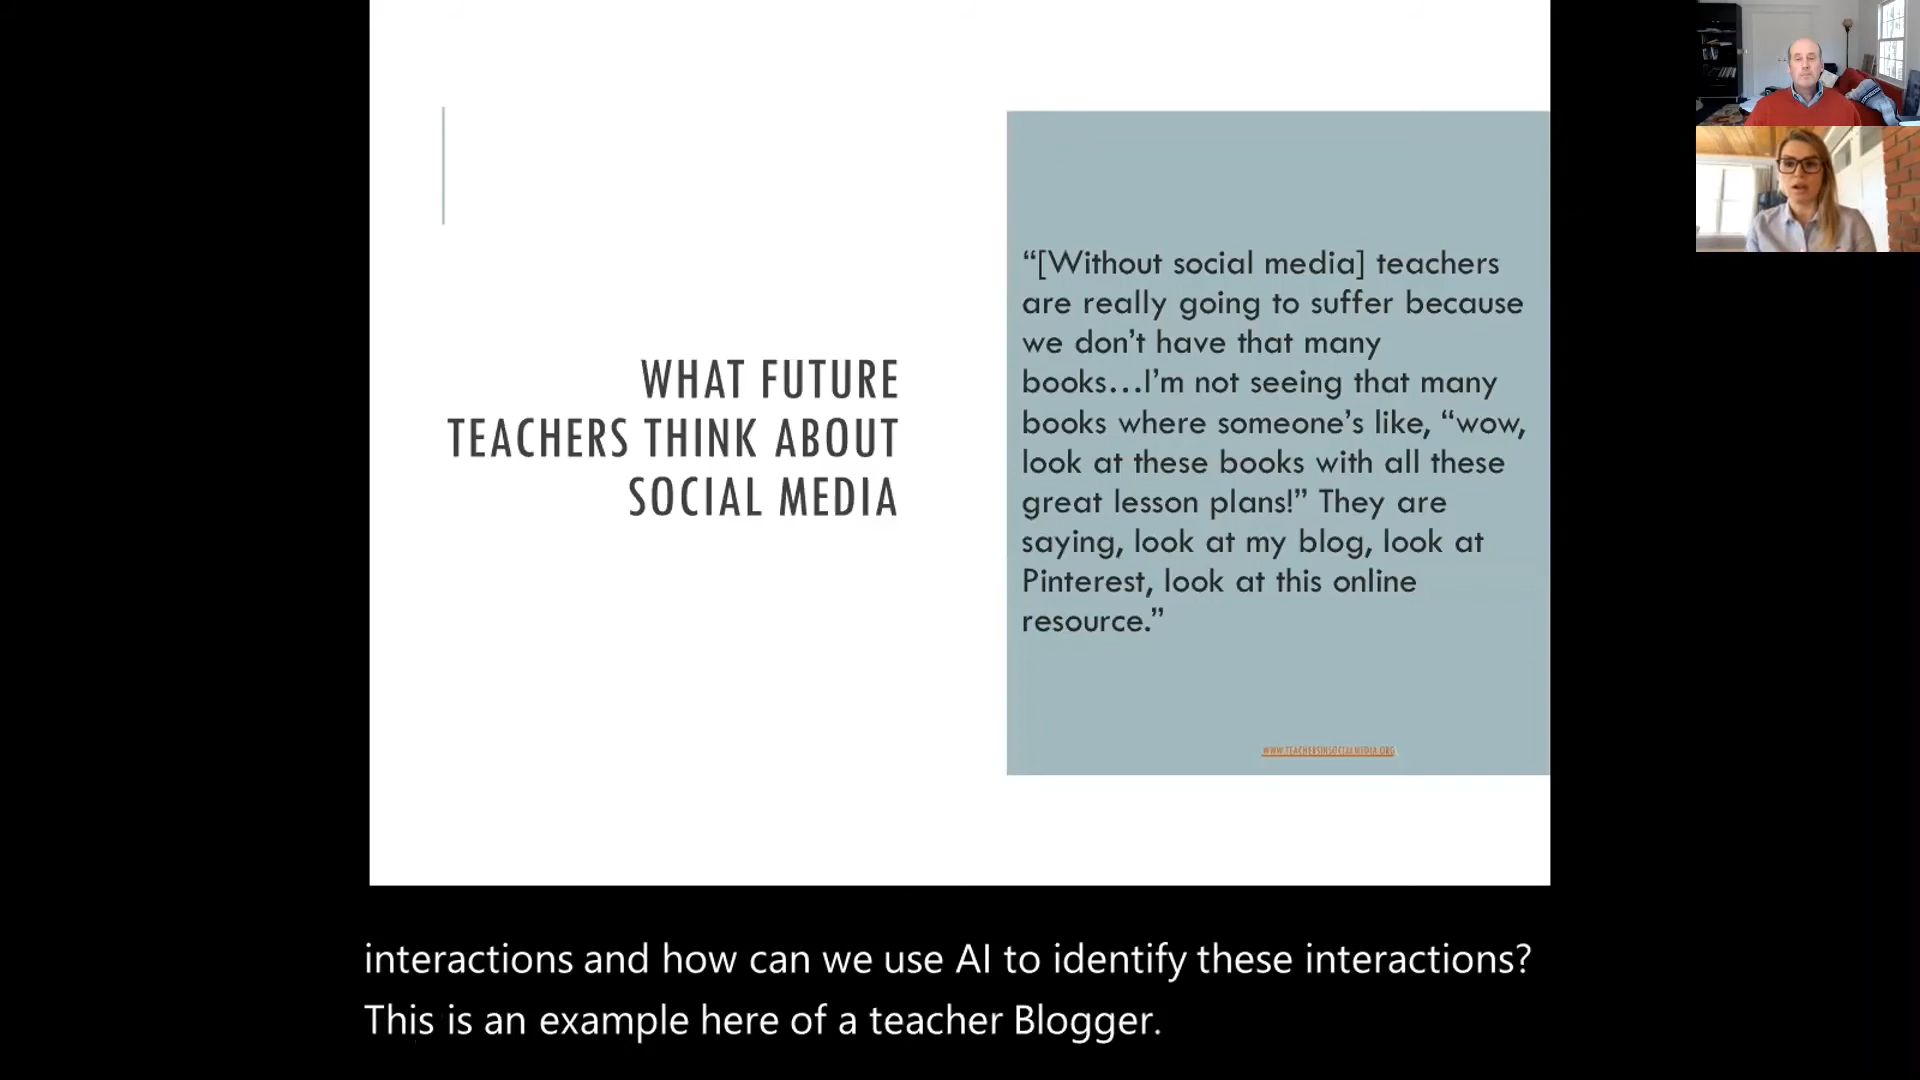 WHAT FUTURE
TEACHERS THINK ABOUT
SOCIAL MEDIA
“[Without social media] teachers
are really going to suffer because
we don’t have that many
books...I’m not seeing that many
books where someone’s like, “wow,
look at these books with all these
great lesson plans!” They are
saying, look at my blog, look at
Pinterest, look at this online
resource.”
WWW.TEACHERSINSOCIALMEDIA.ORG
interactions and how can we use AI to identify these interactions?
This is an example here of a teacher Blogger.